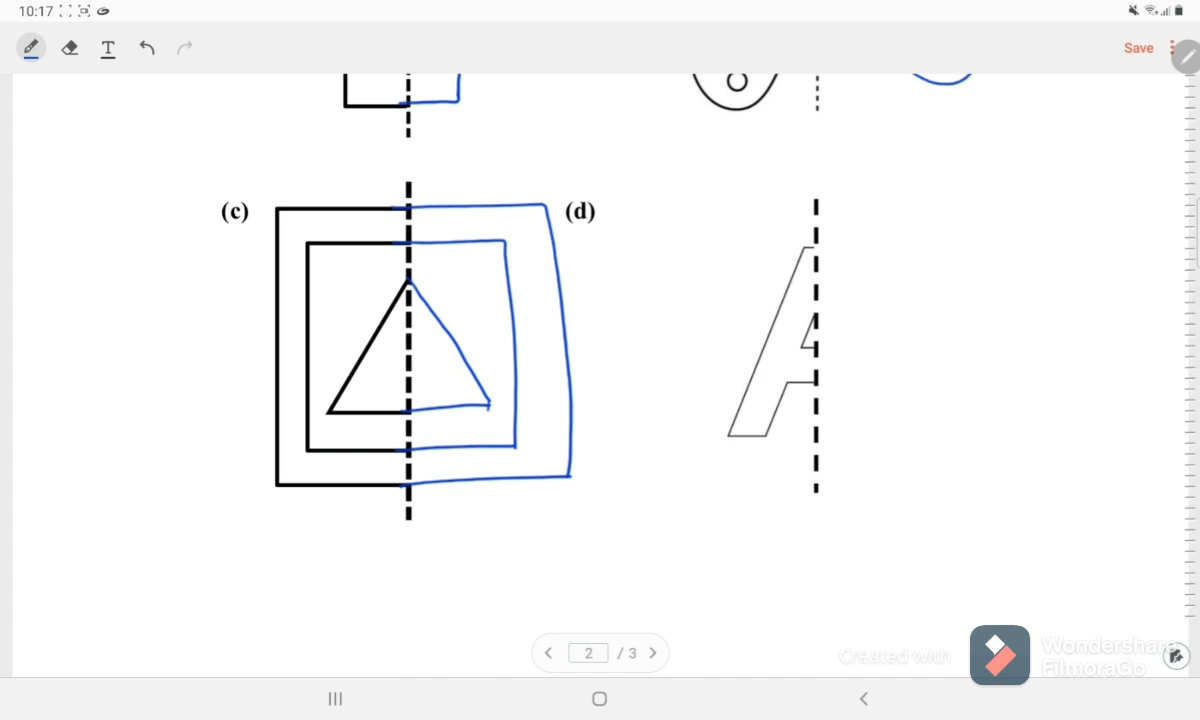 10:17
T
Save
(c)
(d)
2 / 3
Created with
Wondershare
FilmoraGo